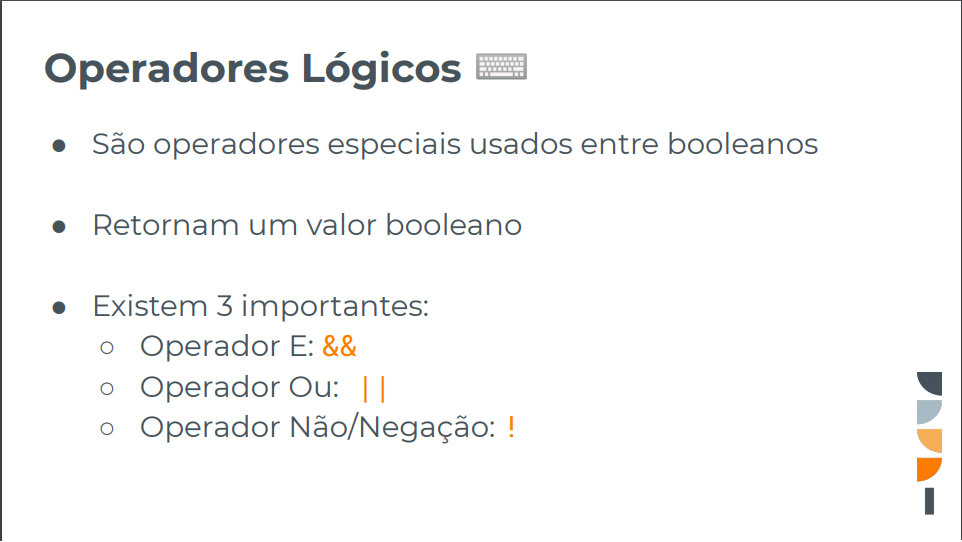 Operadores Lógicos ⌨
● São operadores especiais usados entre booleanos
● Retornam um valor booleano
● Existem 3 importantes:
○ Operador E: &&
○ Operador Ou: ||
○ Operador Não/Negação: !